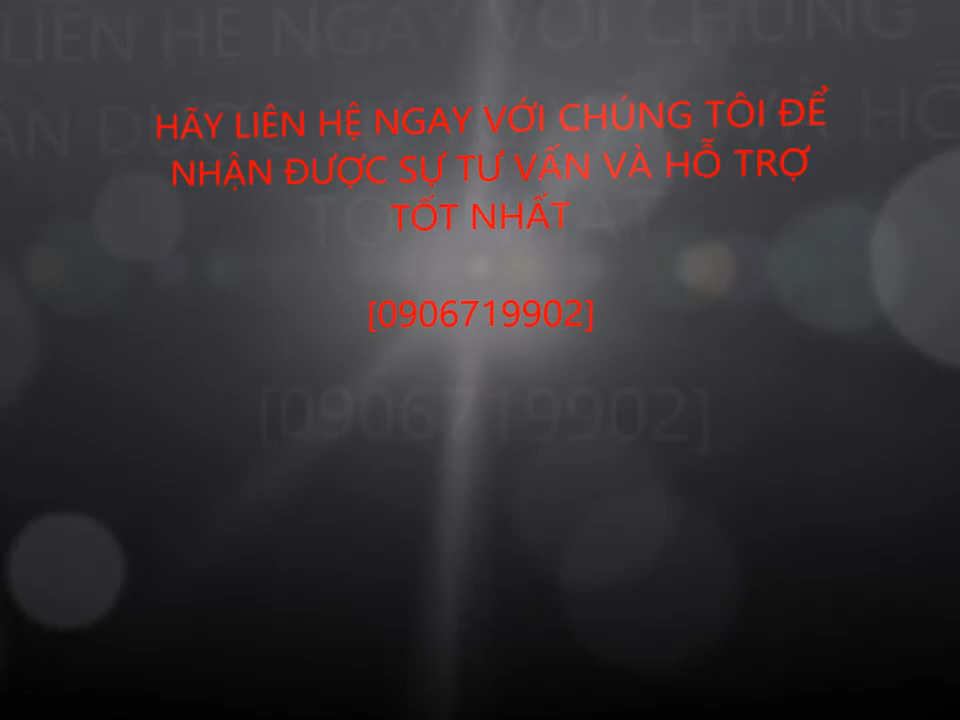 HÃY LIÊN HỆ NGAY VỚI CHÚNG TÔI ĐỂ
NHẬN ĐƯỢC SỰ TƯ VẤN VÀ HỖ TRỢ
TỐT NHẤT
[0906719902]